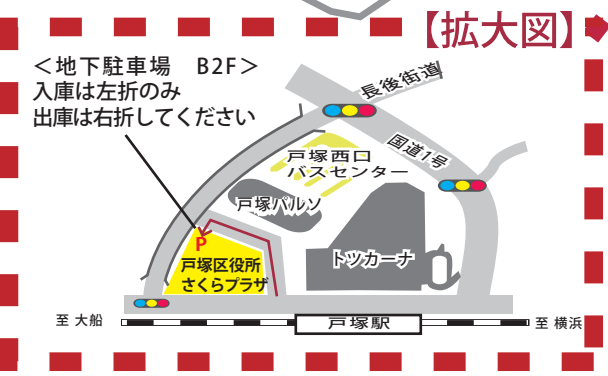 【拡大図】
＜地下駐車場　B2F＞
入庫は左折のみ
出庫は右折してください
長後街道
国道1号
戸塚西口
バスセンター
戸塚パルソ
P
戸塚区役所
さくらプラザ
トツカーナ
至 大船
戸塚駅
至 横浜